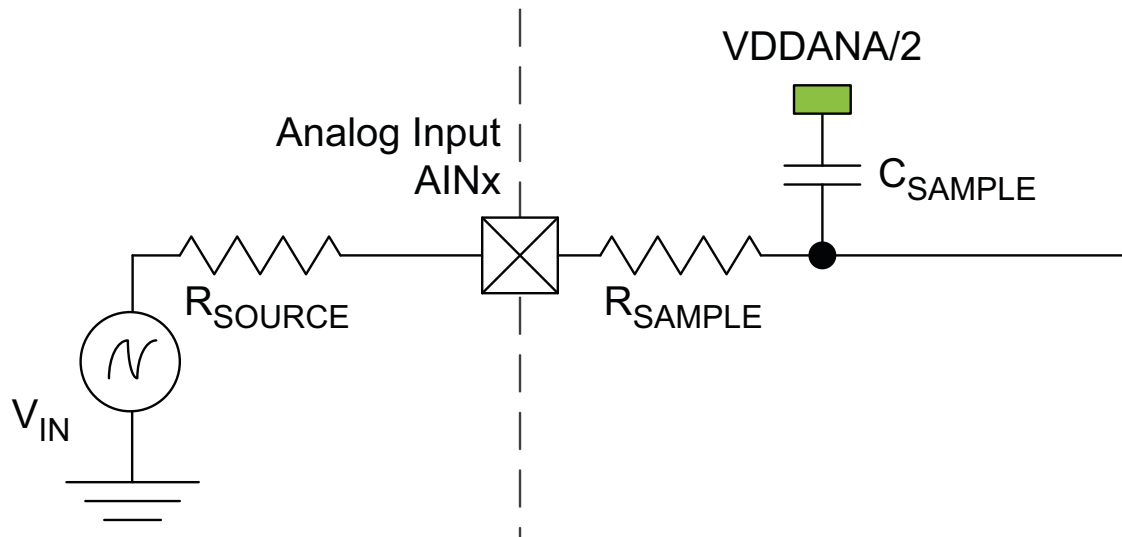 VDDANA/2
Analog Input
AINx
CSAMPLE
RSOURCE
RSAMPLE
VIN